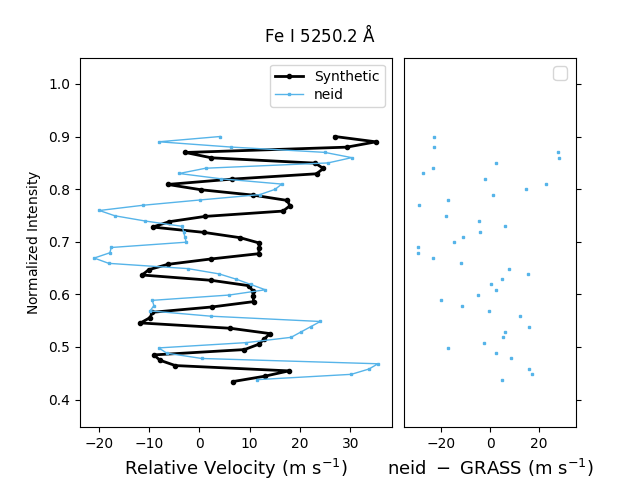 Fe I 5250.2 Å
Synthetic
neid
Normalized Intensity
1.0
0.9
0.8
0.7
0.6
0.5
0.4
−20 −10 0 10 20 30
−20 0 20
Relative Velocity (m s⁻¹)
neid − GRASS (m s⁻¹)